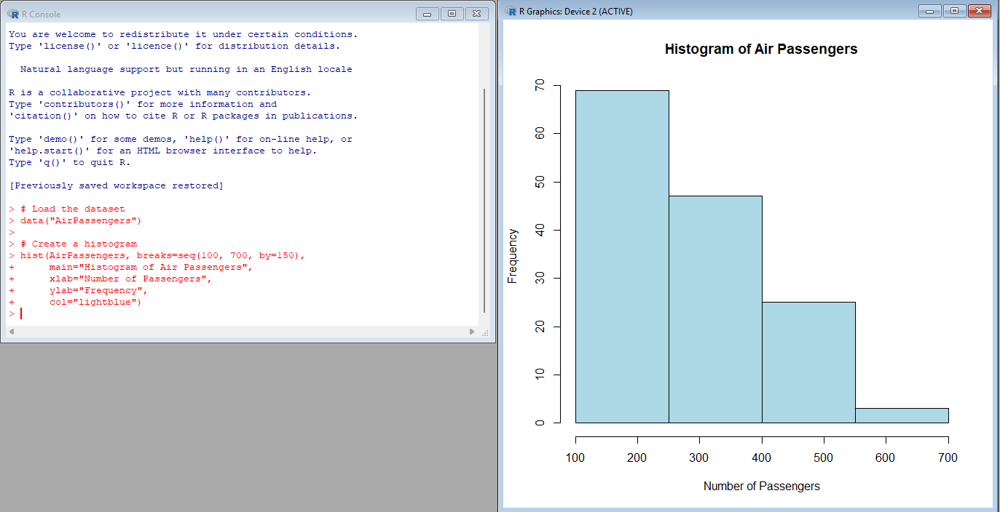 R Console
You are welcome to redistribute it under certain conditions.
Type 'license()' or 'licence()' for distribution details.
Natural language support but running in an English locale
R is a collaborative project with many contributors.
Type 'contributors()' for more information and
'citation()' on how to cite R or R packages in publications.
Type 'demo()' for some demos, 'help()' for on-line help, or
'help.start()' for an HTML browser interface to help.
Type 'q()' to quit R.
[Previously saved workspace restored]
> # Load the dataset
> data("AirPassengers")
>
> # Create a histogram
> hist(AirPassengers, breaks=seq(100, 700, by=150),
+      main="Histogram of Air Passengers",
+      xlab="Number of Passengers",
+      ylab="Frequency",
+      col="lightblue")
>
R Graphics: Device 2 (ACTIVE)
Histogram of Air Passengers
Frequency
70
60
50
40
30
20
10
0
100 200 300 400 500 600 700
Number of Passengers